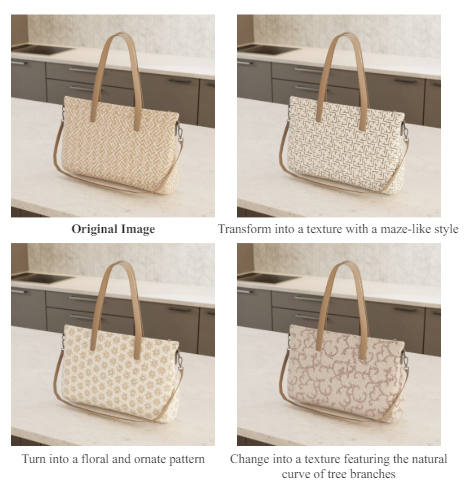 Original Image
Transform into a texture with a maze-like style
Turn into a floral and ornate pattern
Change into a texture featuring the natural
curve of tree branches